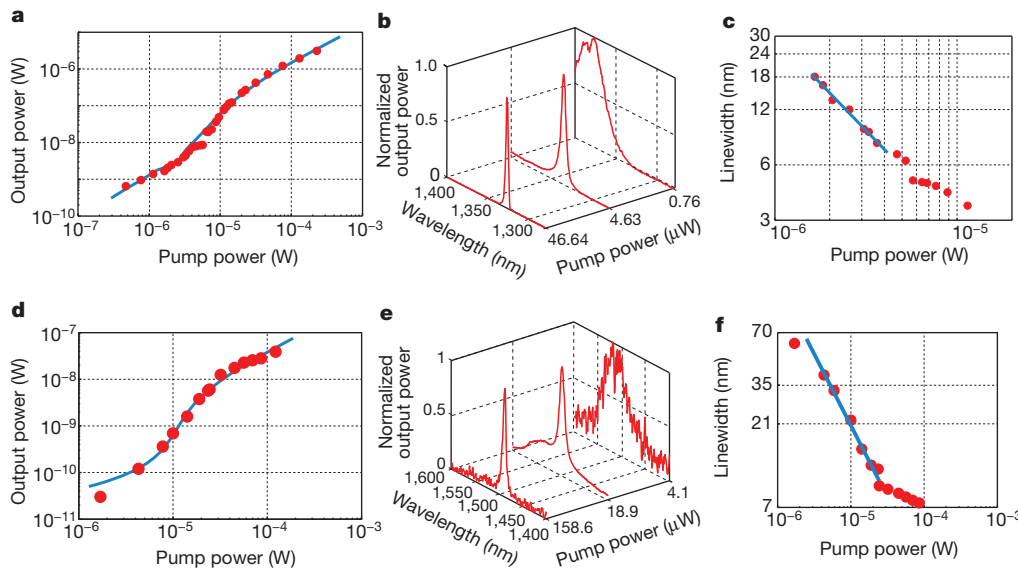 a
Output power (W)
10⁻⁶
10⁻⁸
10⁻¹⁰
10⁻⁷ 10⁻⁶ 10⁻⁵ 10⁻⁴ 10⁻³
Pump power (W)
b
Normalized
output power
1.0
0.5
0
1,400
1,350
1,300
Wavelength (nm)
46.64
4.63
0.76
Pump power (μW)
c
Linewidth (nm)
30
24
18
12
6
3
10⁻⁶ 10⁻⁵
Pump power (W)
d
Output power (W)
10⁻⁷
10⁻⁸
10⁻⁹
10⁻¹⁰
10⁻¹¹
10⁻⁶ 10⁻⁵ 10⁻⁴ 10⁻³
Pump power (W)
e
Normalized
output power
1
0.5
0
1,600
1,550
1,500
1,450
1,400
Wavelength (nm)
158.6
18.9
4.1
Pump power (μW)
f
Linewidth (nm)
70
35
21
7
10⁻⁶ 10⁻⁵ 10⁻⁴ 10⁻³
Pump power (W)